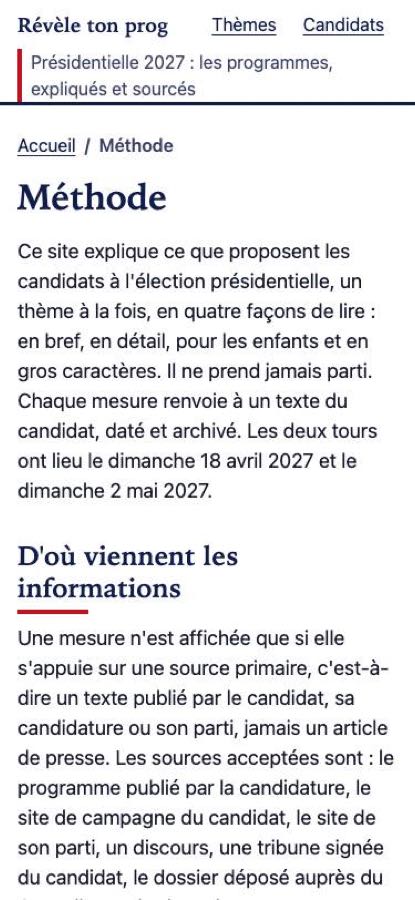 Révèle ton prog
Thèmes
Candidats
Présidentielle 2027 : les programmes,
expliqués et sourcés
Accueil / Méthode
Méthode
Ce site explique ce que proposent les
candidats à l'élection présidentielle, un
thème à la fois, en quatre façons de lire :
en bref, en détail, pour les enfants et en
gros caractères. Il ne prend jamais parti.
Chaque mesure renvoie à un texte du
candidat, daté et archivé. Les deux tours
ont lieu le dimanche 18 avril 2027 et le
dimanche 2 mai 2027.
D'où viennent les
informations
Une mesure n'est affichée que si elle
s'appuie sur une source primaire, c'est-à-
dire un texte publié par le candidat, sa
candidature ou son parti, jamais un article
de presse. Les sources acceptées sont : le
programme publié par la candidature, le
site de campagne du candidat, le site de
son parti, un discours, une tribune signée
du candidat, le dossier déposé auprès du